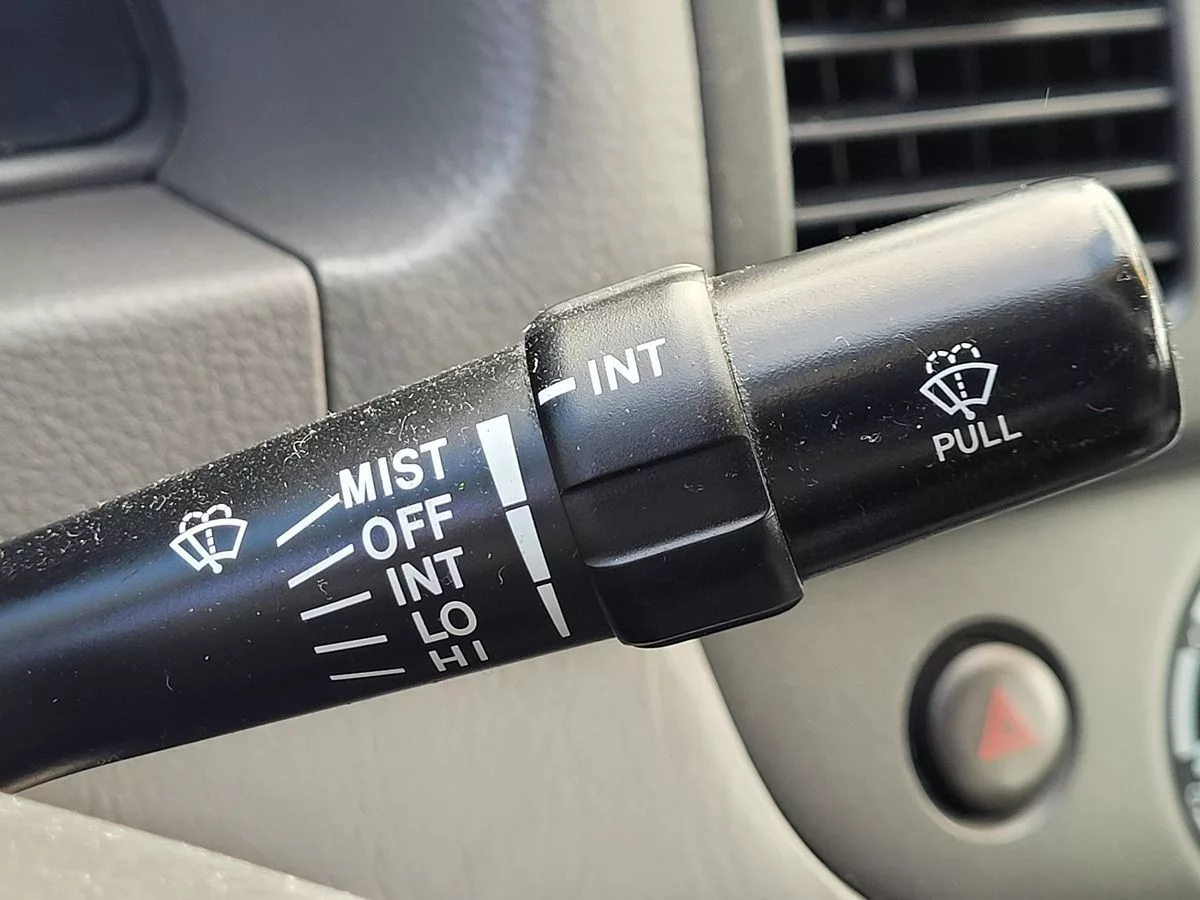 INT
MIST
OFF
INT
LO
HI
PULL